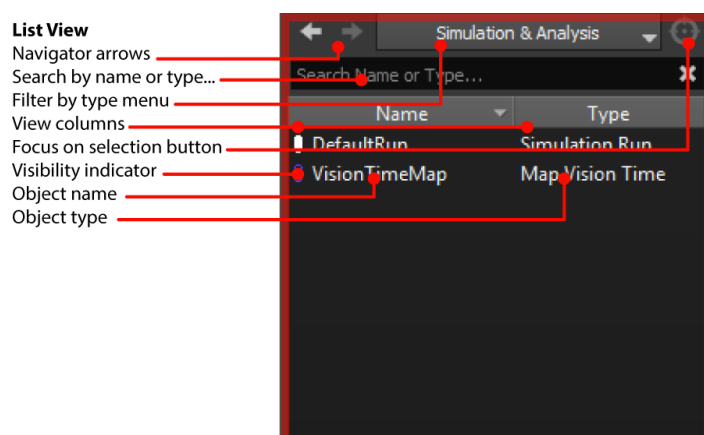 List View
Navigator arrows
Search by name or type...
Filter by type menu
View columns
Focus on selection button
Visibility indicator
Object name
Object type
Simulation & Analysis
Search Name or Type...
Name Type
DefaultRun Simulation Run
VisionTimeMap Map Vision Time